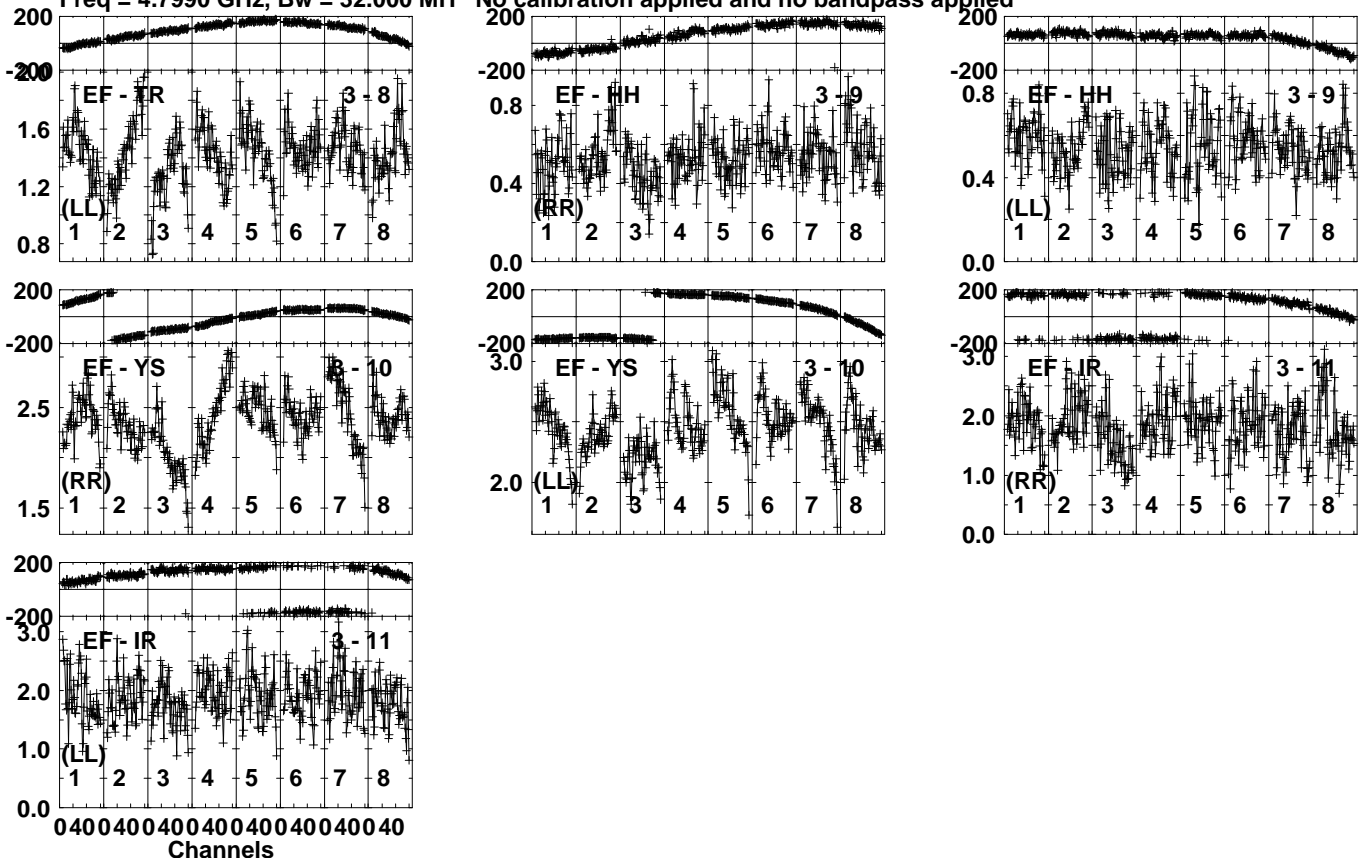 Freq = 4.7990 GHz, Bw = 32.000 MH No calibration applied and no bandpass applied
200 200 200
-200 -200 -200
2.0 EF - TR 3 - 8 0.8 EF - HH 3 - 9 0.8 EF - HH 3 - 9
1.6
1.2 0.4 0.4
(LL) (RR) (LL)
0.8 1 2 3 4 5 6 7 8 1 2 3 4 5 6 7 8 1 2 3 4 5 6 7 8
0.0 0.0
200 200 200
-200 -200 -200
EF - YS 3 - 10 3.0 EF - YS 3 - 10 3.0 EF - IR 3 - 11
2.5 2.0
(RR) 2.0 (LL) 1.0 (RR)
1.5 1 2 3 4 5 6 7 8 1 2 3 4 5 6 7 8 1 2 3 4 5 6 7 8
0.0
200
-200
3.0 EF - IR 3 - 11
2.0
1.0 (LL)
1 2 3 4 5 6 7 8
0.0
0 40 0 40 0 40 0 40 0 40 0 40 0 40 0 40
Channels